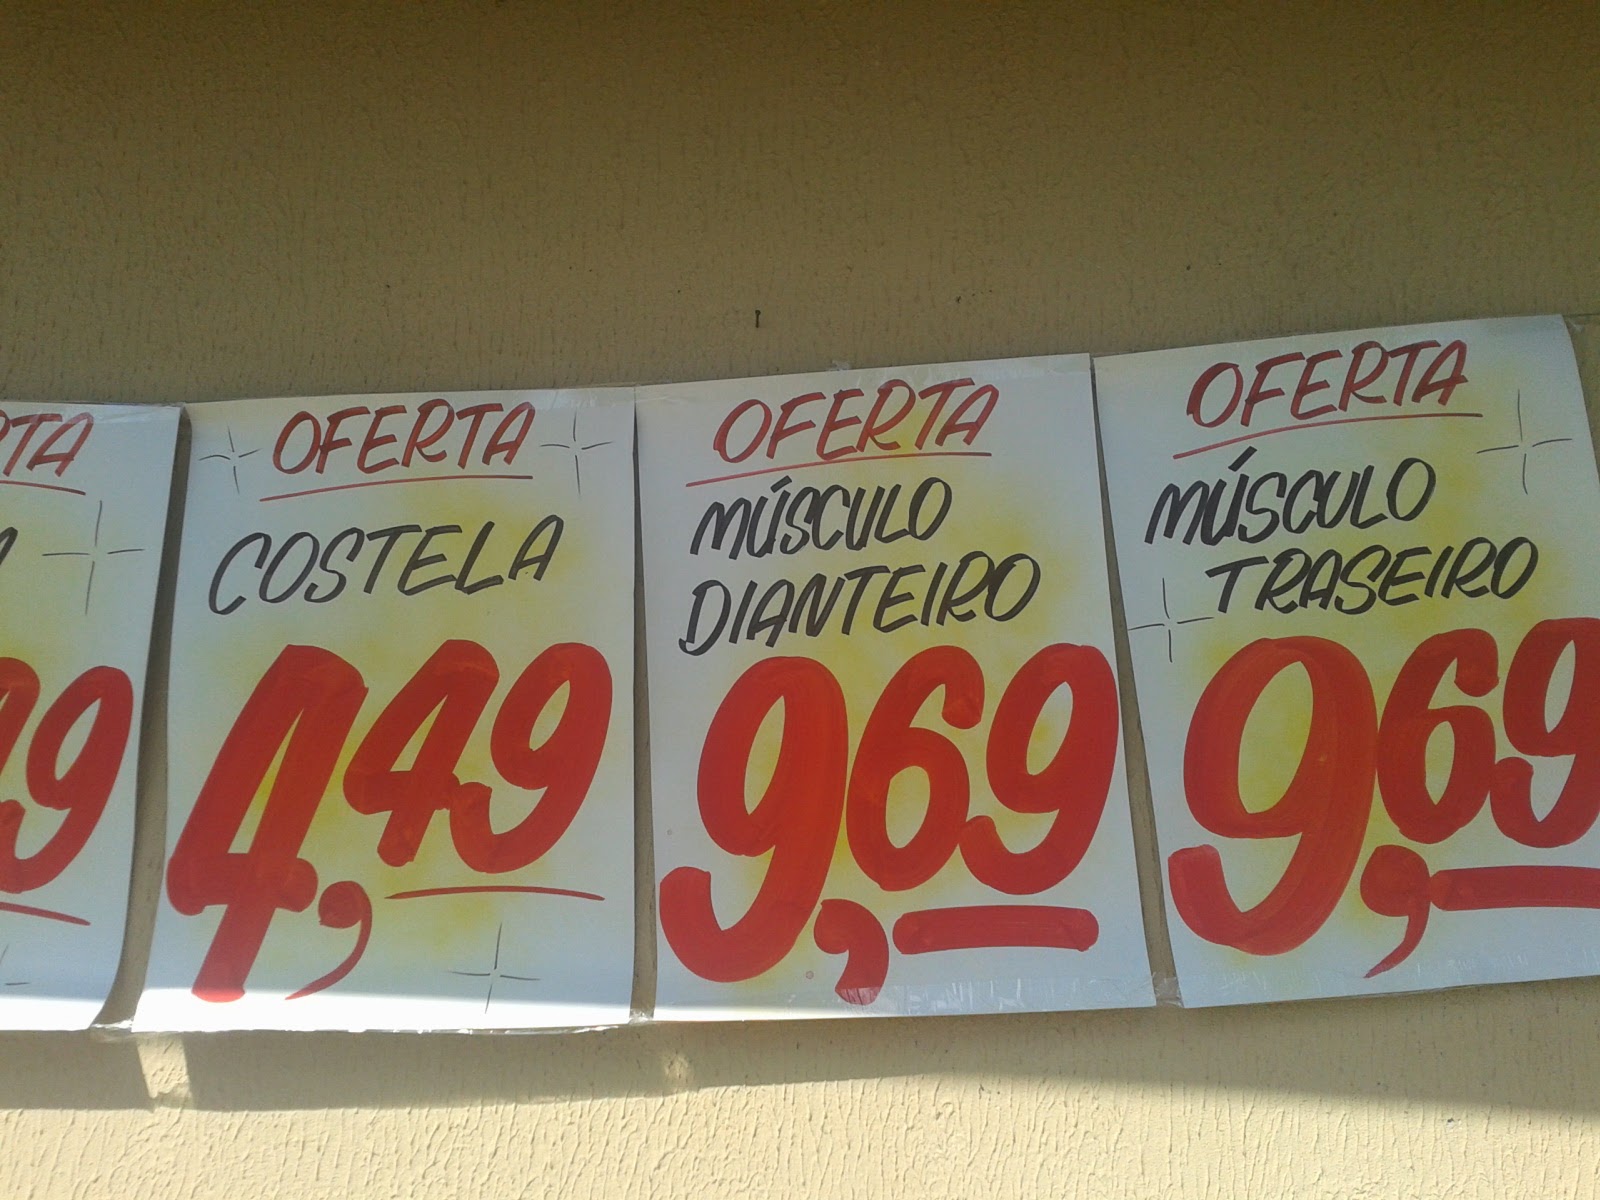 OFERTA
COSTELA
4,49
OFERTA
MÚSCULO
DIANTEIRO
9,69
OFERTA
MÚSCULO
TRASEIRO
9,69